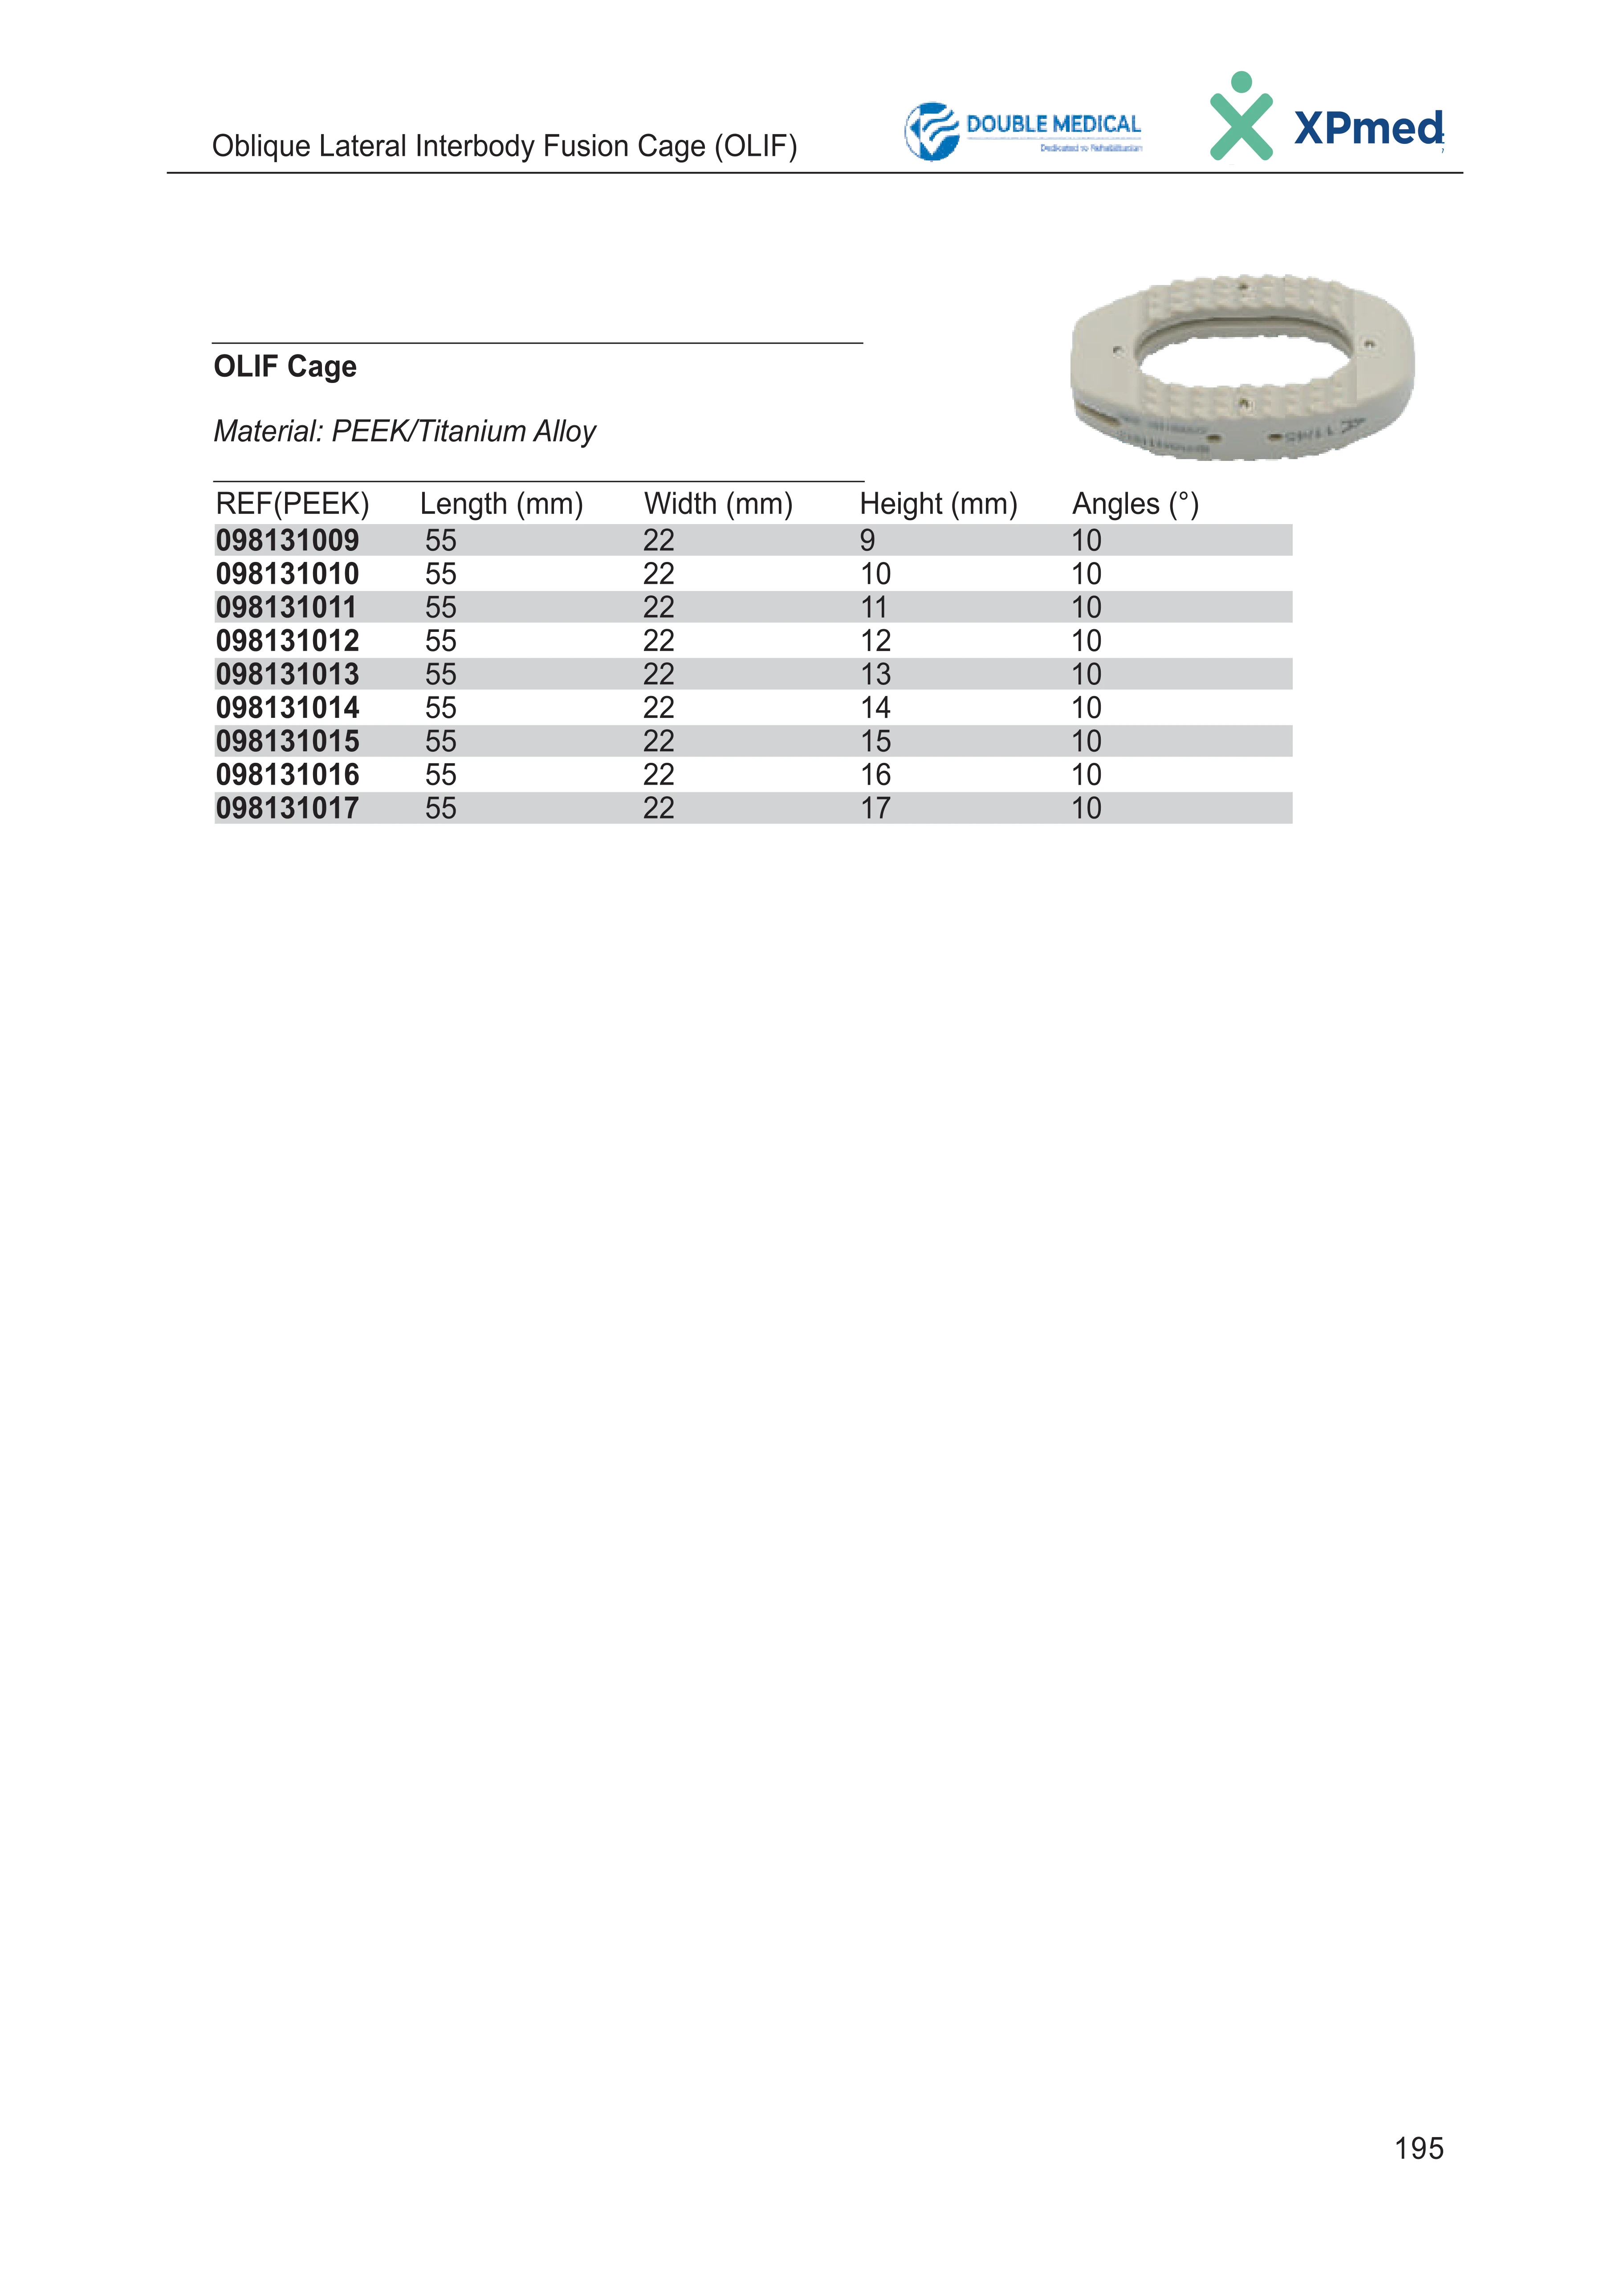 Oblique Lateral Interbody Fusion Cage (OLIF)
DOUBLE MEDICAL
Dedicated to Rehabilitation
XPmed
OLIF Cage
Material: PEEK/Titanium Alloy
REF(PEEK) Length (mm) Width (mm) Height (mm) Angles (°)
098131009 55 22 9 10
098131010 55 22 10 10
098131011 55 22 11 10
098131012 55 22 12 10
098131013 55 22 13 10
098131014 55 22 14 10
098131015 55 22 15 10
098131016 55 22 16 10
098131017 55 22 17 10
195